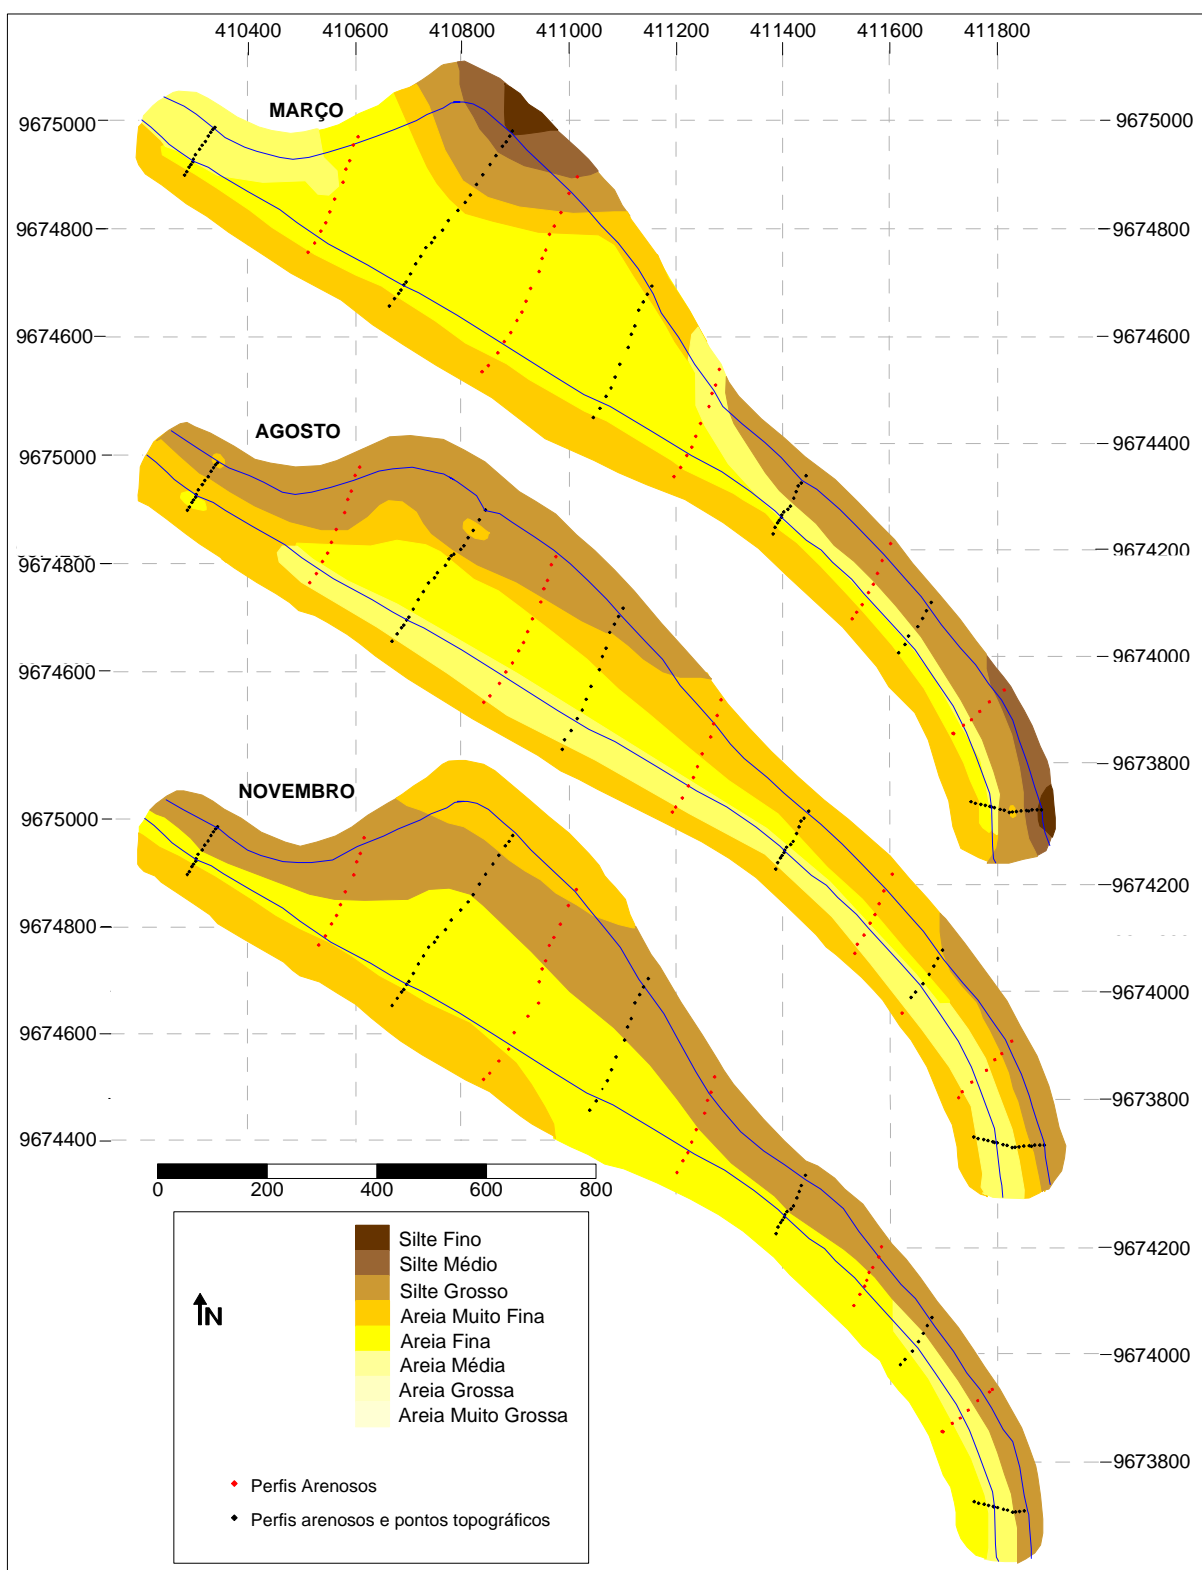 410400 410600 410800 411000 411200 411400 411600 411800
MARÇO
9675000
9675000
9674800
9674800
9674600
9674600
9674400
AGOSTO
9675000
9674200
9674800
9674000
9674600
9673800
NOVEMBRO
9675000
9674200
9674800
9674000
9674600
9673800
9674400
0 200 400 600 800
9674200
9674000
9673800
N
Silte Fino
Silte Médio
Silte Grosso
Areia Muito Fina
Areia Fina
Areia Média
Areia Grossa
Areia Muito Grossa
Perfis Arenosos
Perfis arenosos e pontos topográficos